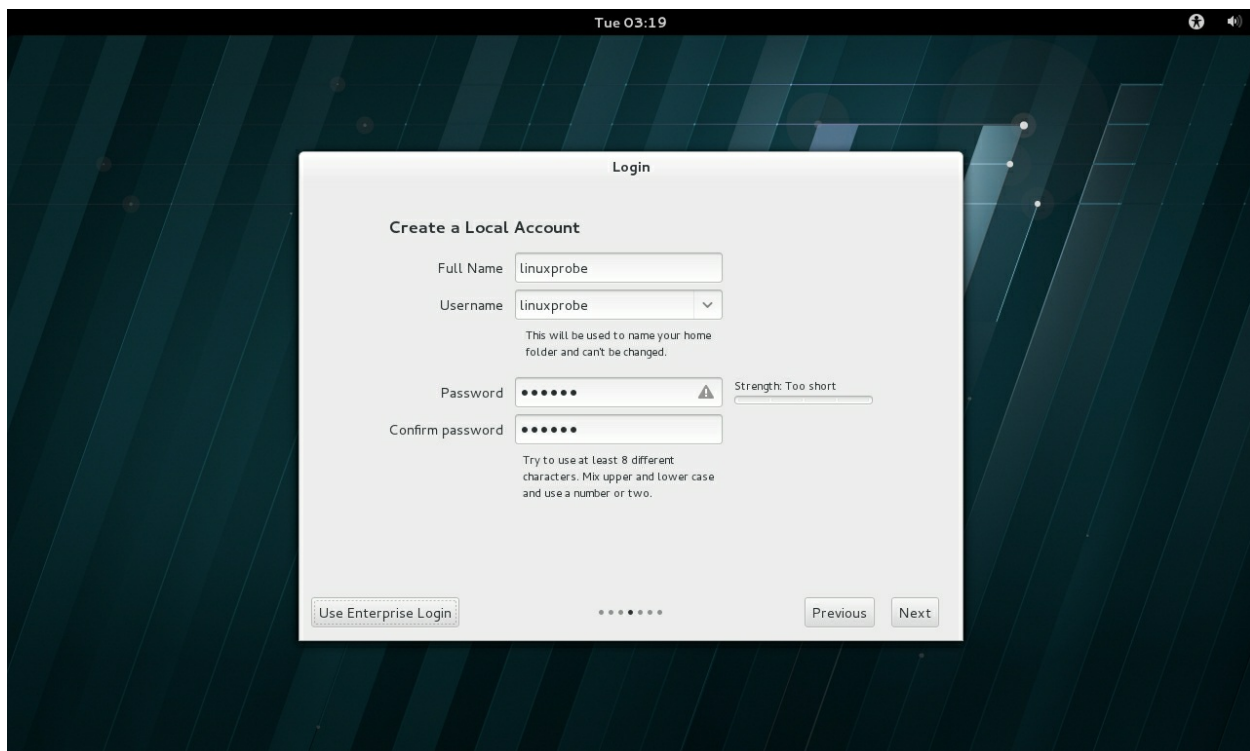 Tue 03:19
Login
Create a Local Account
Full Name linuxprobe
Username linuxprobe
This will be used to name your home
folder and can't be changed.
Password ●●●●●● Strength: Too short
Confirm password ●●●●●●
Try to use at least 8 different
characters. Mix upper and lower case
and use a number or two.
Use Enterprise Login Previous Next